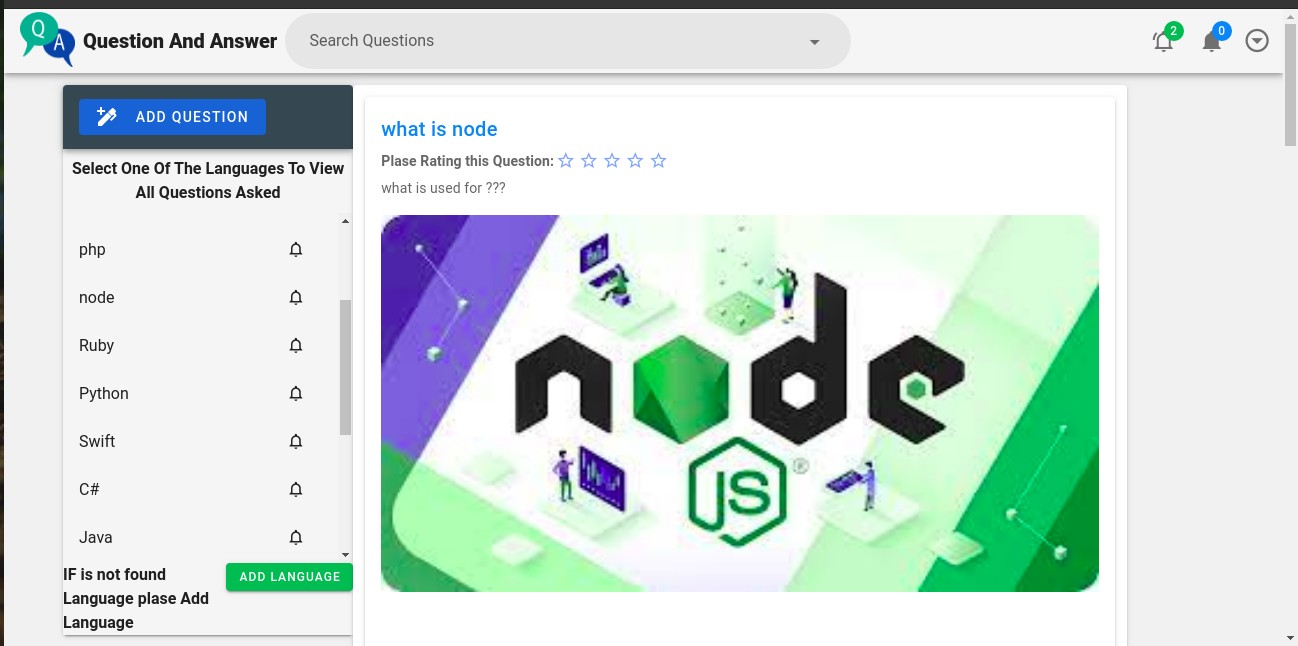 Q
A
Question And Answer
Search Questions
2
0
ADD QUESTION
Select One Of The Languages To View
All Questions Asked
php
node
Ruby
Python
Swift
C#
Java
IF is not found
Language plase Add
Language
ADD LANGUAGE
what is node
Plase Rating this Question:
what is used for ???
node
JS
®